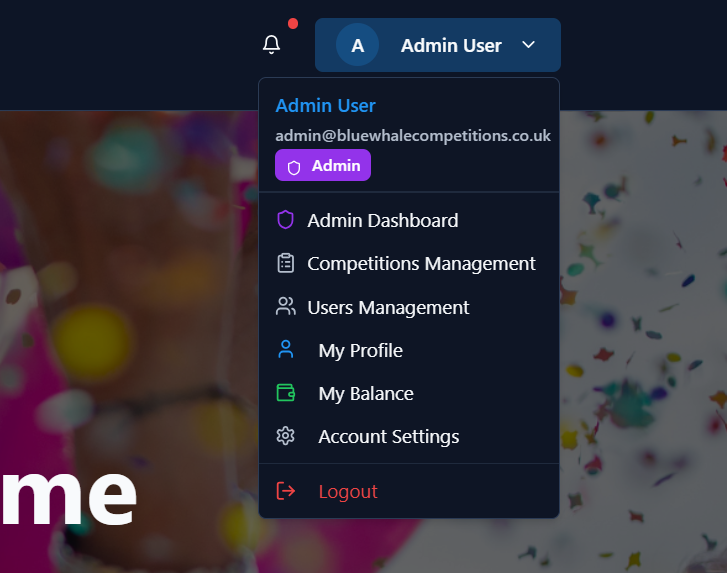 A Admin User
Admin User
admin@bluewhalecompetitions.co.uk
Admin
Admin Dashboard
Competitions Management
Users Management
My Profile
My Balance
Account Settings
me
Logout